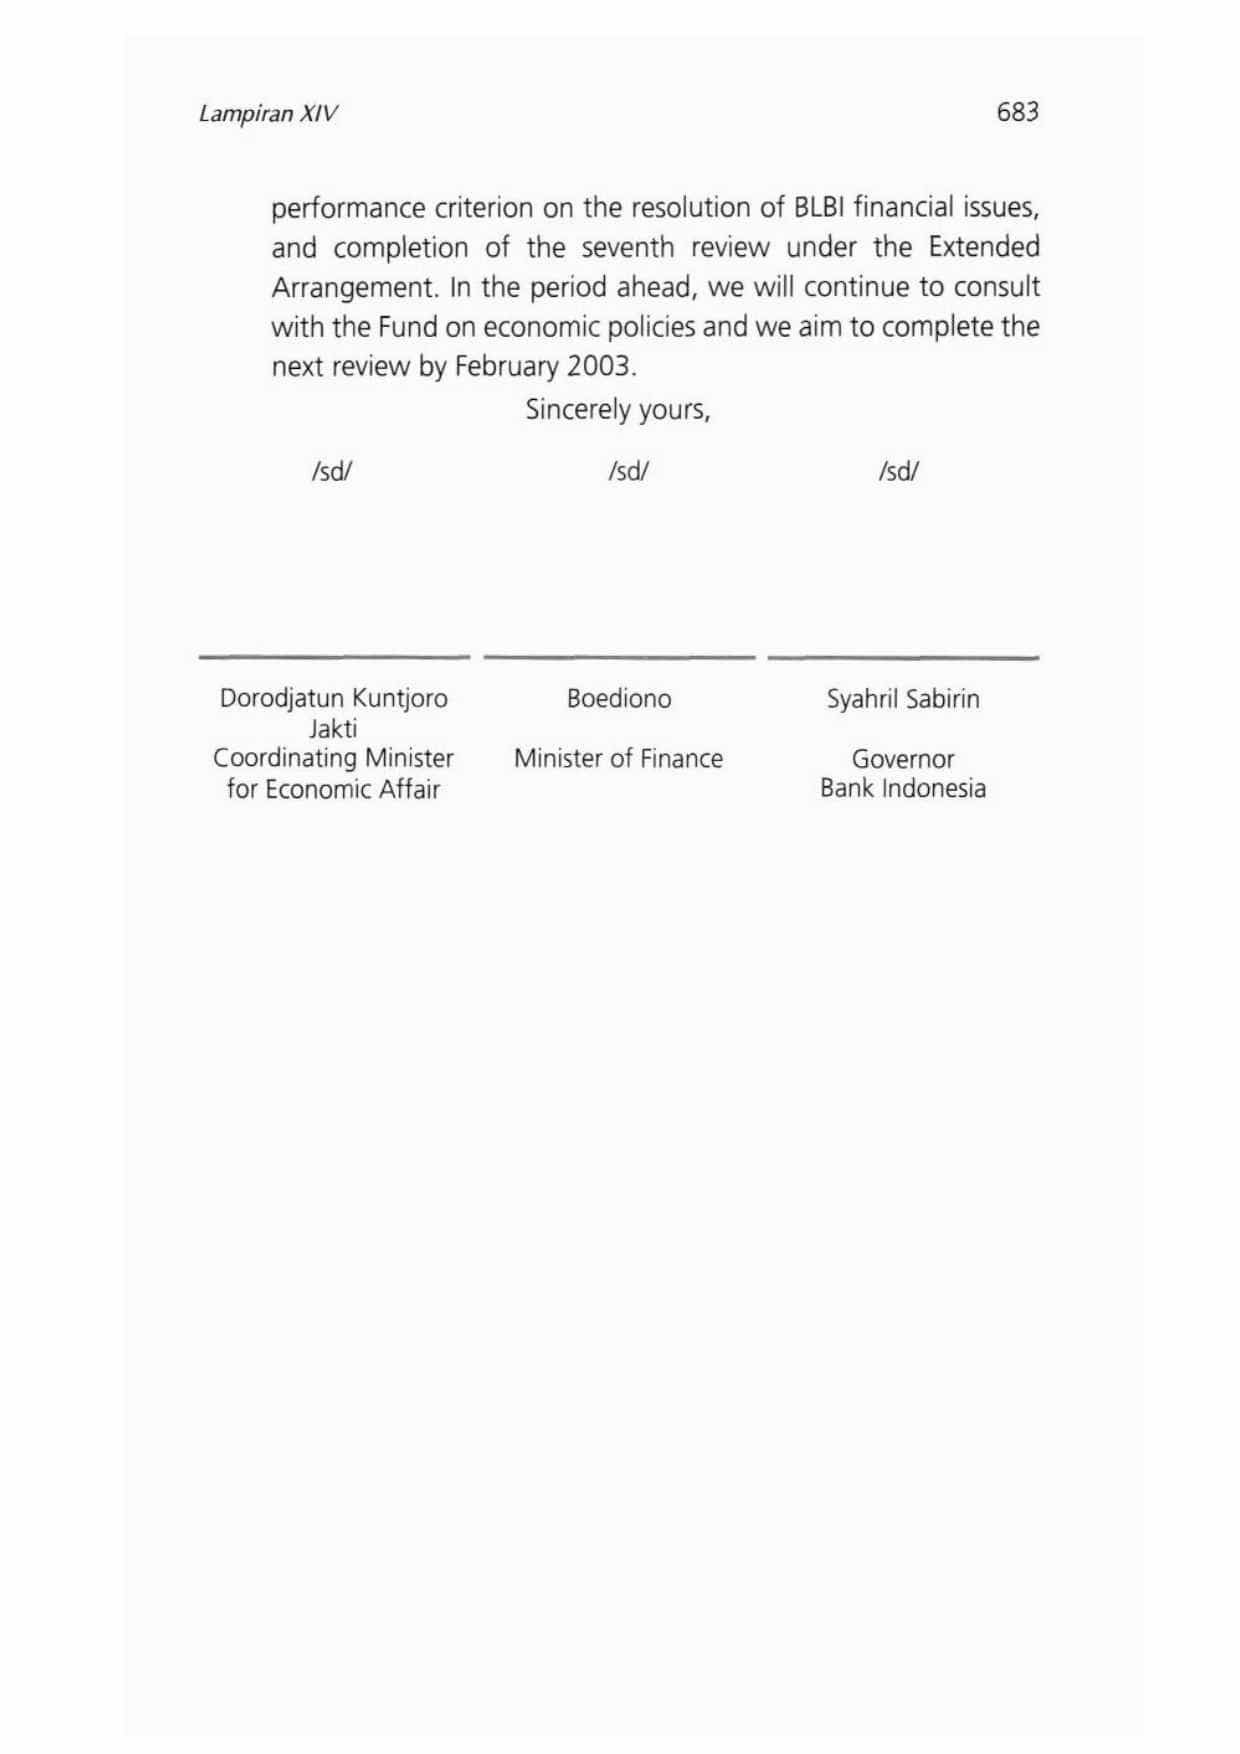 Lampiran XIV 683
performance criterion on the resolution of BLBI financial issues,
and completion of the seventh review under the Extended
Arrangement. In the period ahead, we will continue to consult
with the Fund on economic policies and we aim to complete the
next review by February 2003.
Sincerely yours,
/sd/ /sd/ /sd/
Dorodjatun Kuntjoro Boediono Syahril Sabirin
Jakti
Coordinating Minister Minister of Finance Governor
for Economic Affair Bank Indonesia